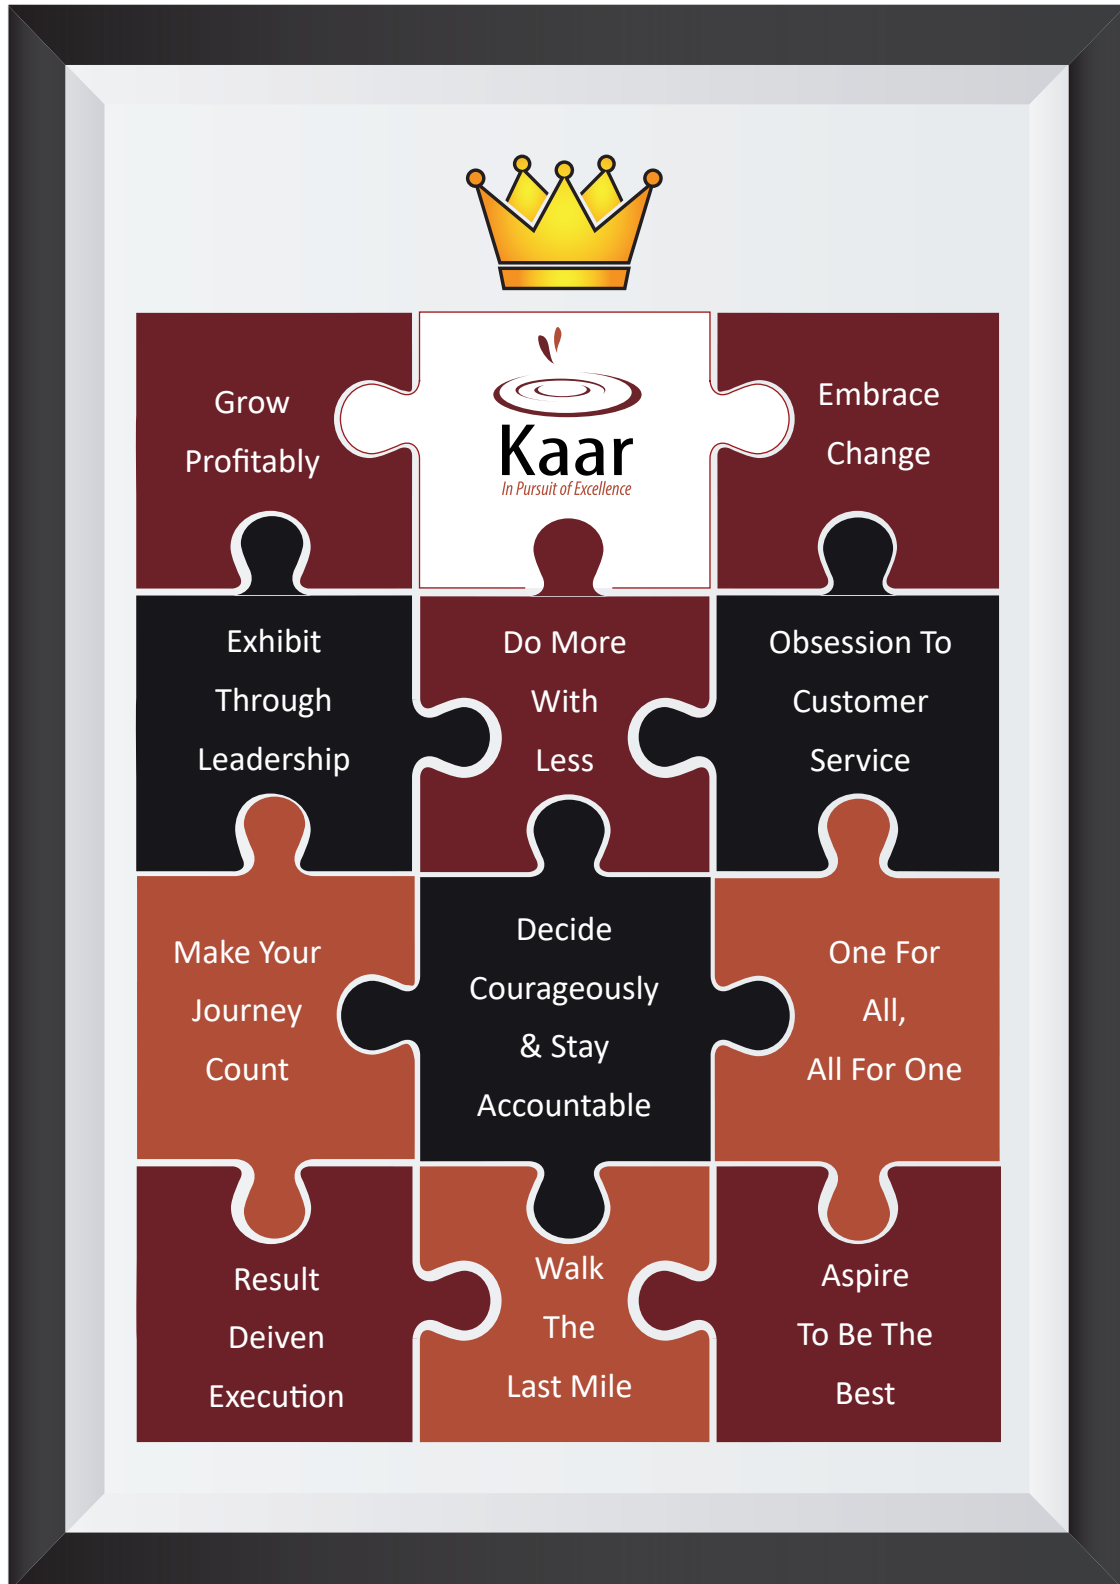 Grow
Profitably
Kaar
In Pursuit of Excellence
Embrace
Change
Exhibit
Through
Leadership
Do More
With
Less
Obsession To
Customer
Service
Make Your
Journey
Count
Decide
Courageously
& Stay
Accountable
One For
All,
All For One
Result
Deiven
Execution
Walk
The
Last Mile
Aspire
To Be The
Best